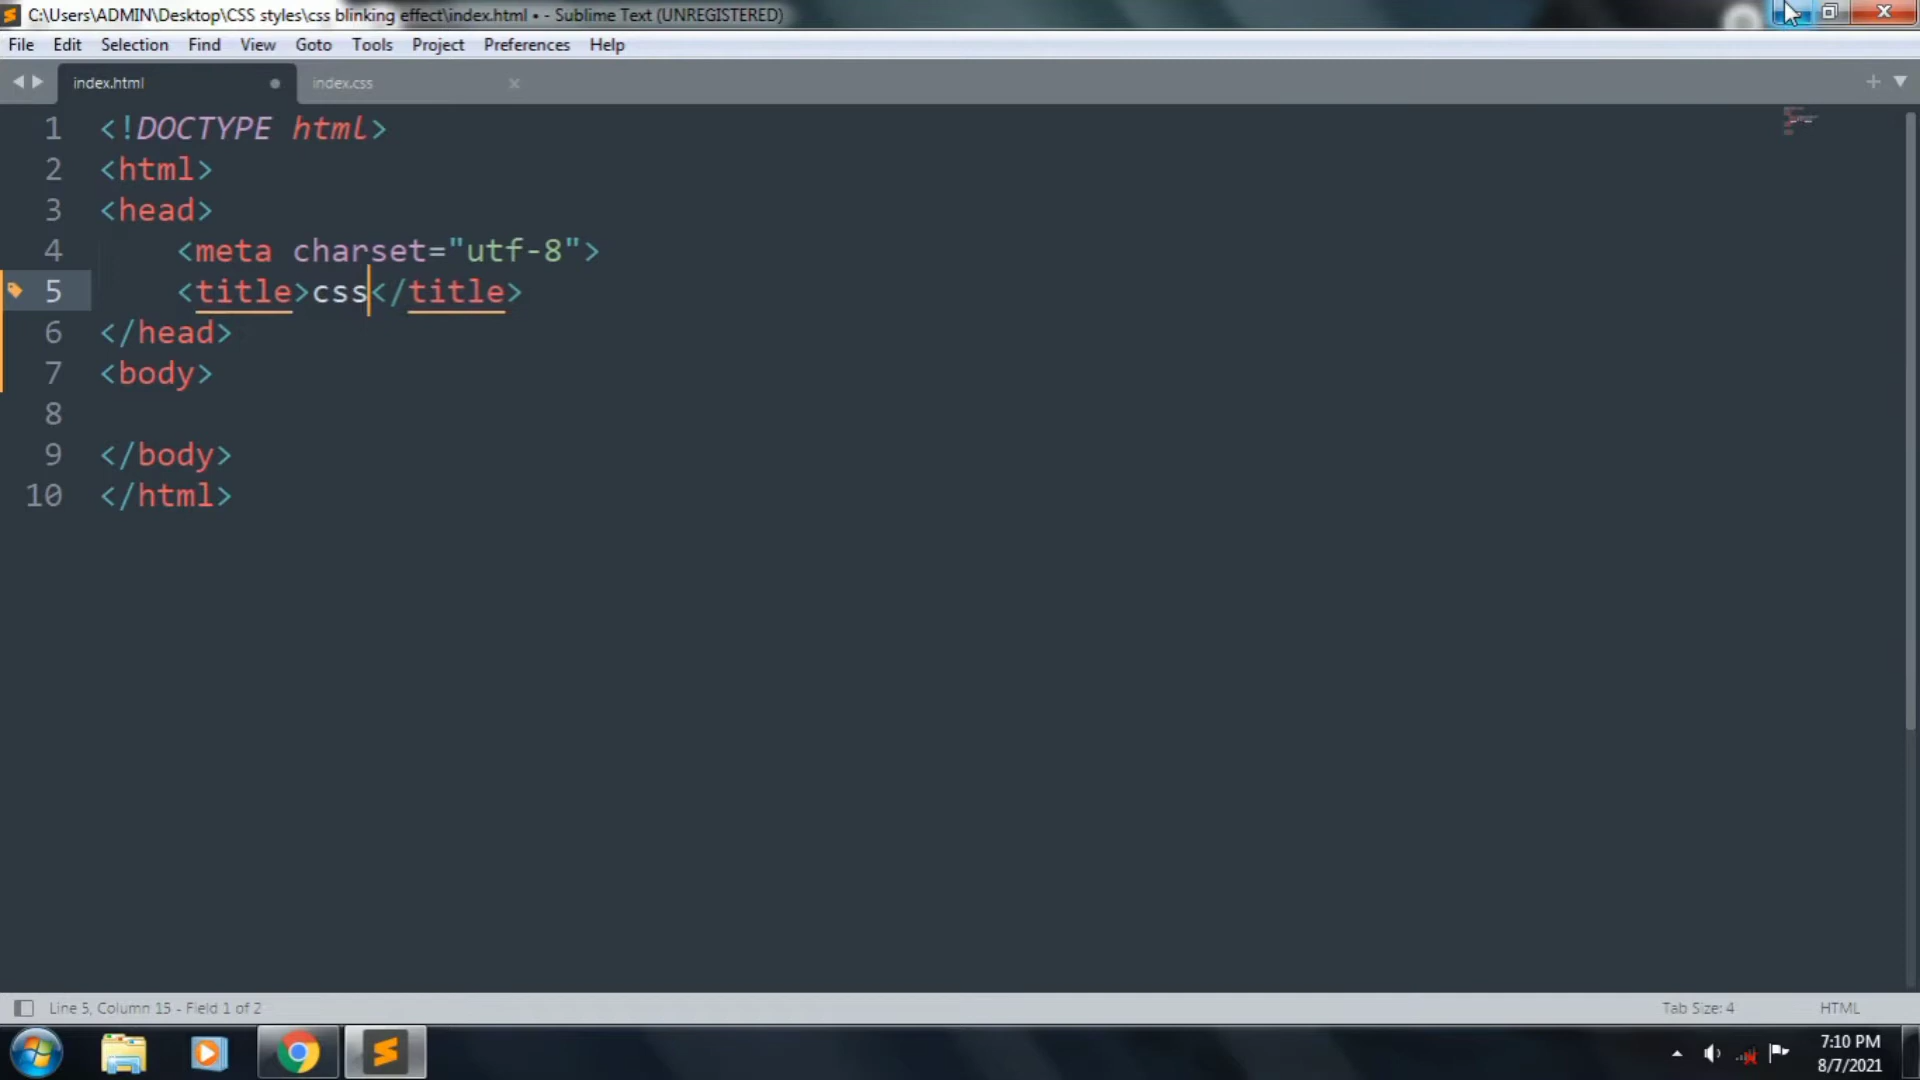 C:\Users\ADMIN\Desktop\CSS styles\css blinking effect\index.html • - Sublime Text (UNREGISTERED)
File Edit Selection Find View Goto Tools Project Preferences Help
index.html index.css
1 <!DOCTYPE html>
2 <html>
3 <head>
4 <meta charset="utf-8">
5 <title>css</title>
6 </head>
7 <body>
8
9 </body>
10 </html>
Line 5, Column 15 - Field 1 of 2 Tab Size: 4 HTML
7:10 PM
8/7/2021